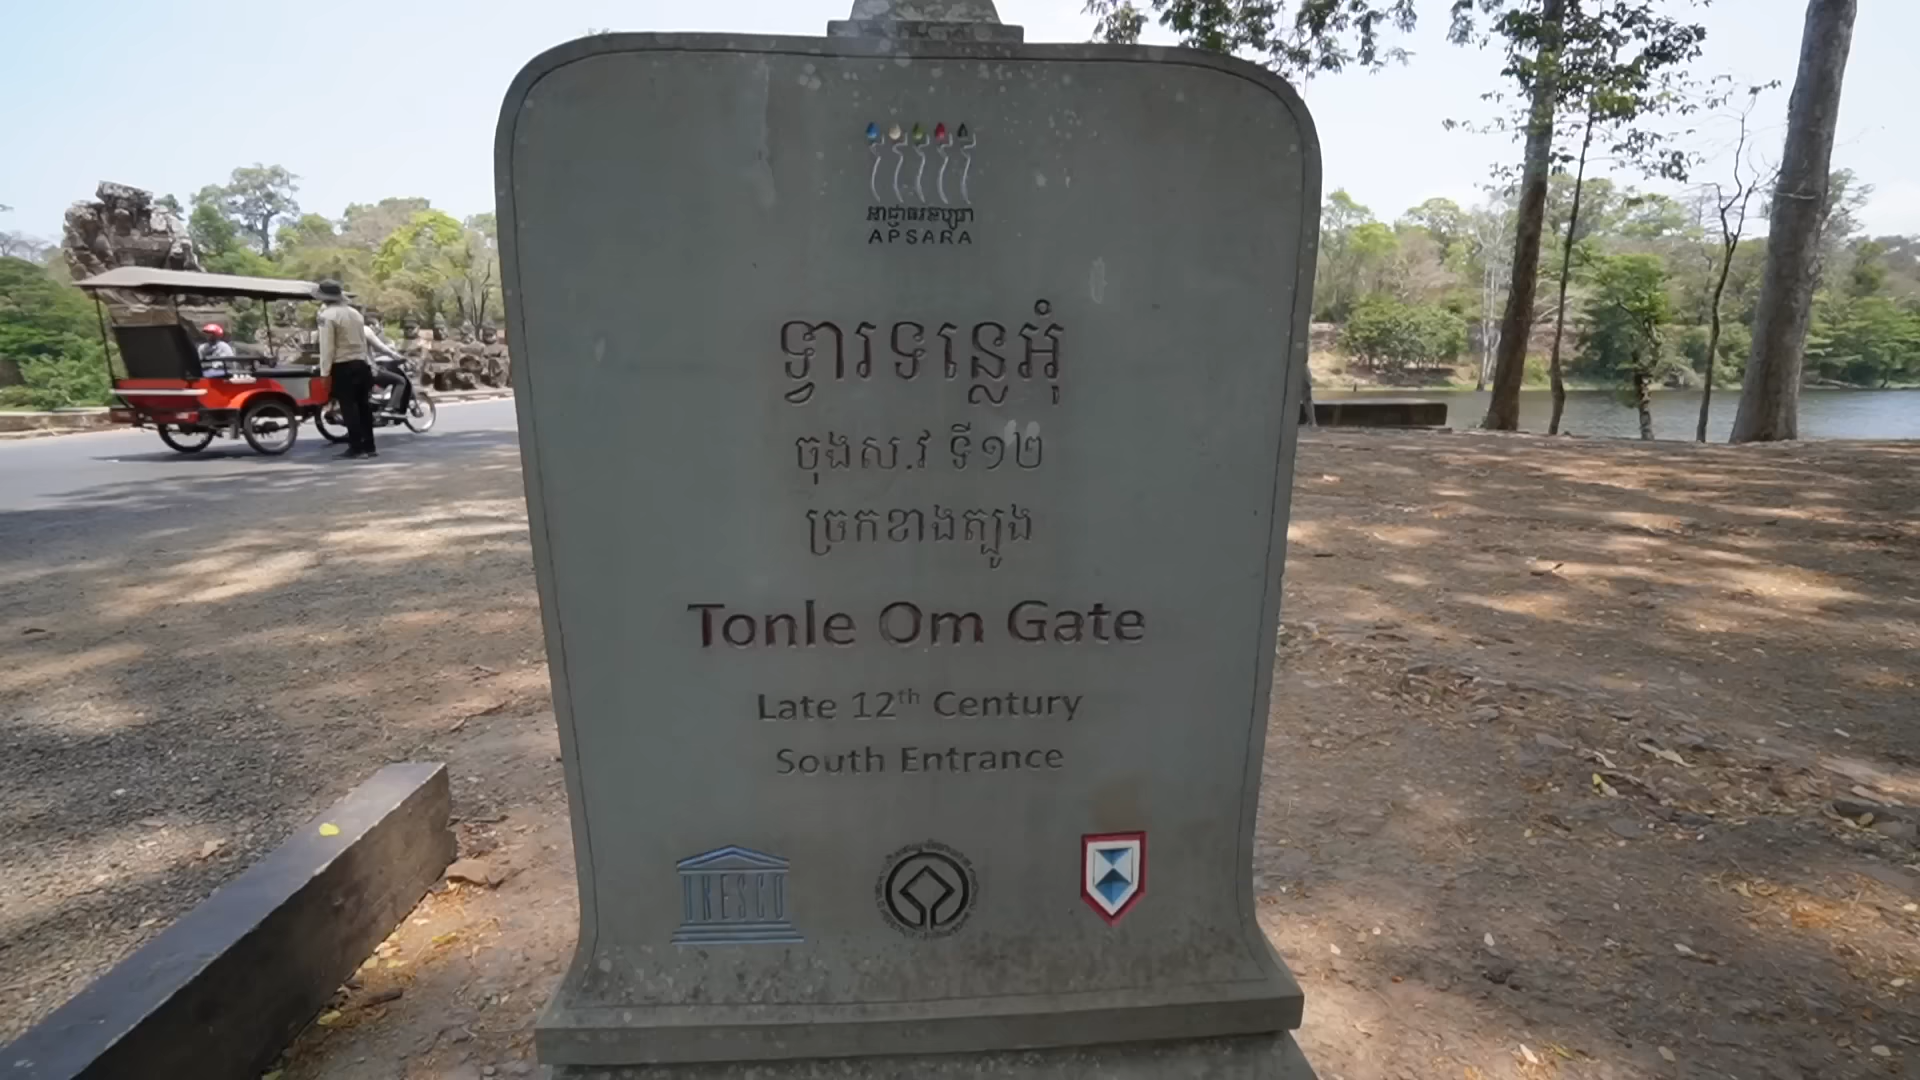 អាជ្ញាធរអប្សរា
APSARA
ទ្វារទន្លេអុំ
ចុងស.វ ទី១២
ច្រកខាងត្បូង
Tonle Om Gate
Late 12th Century
South Entrance
UNESCO